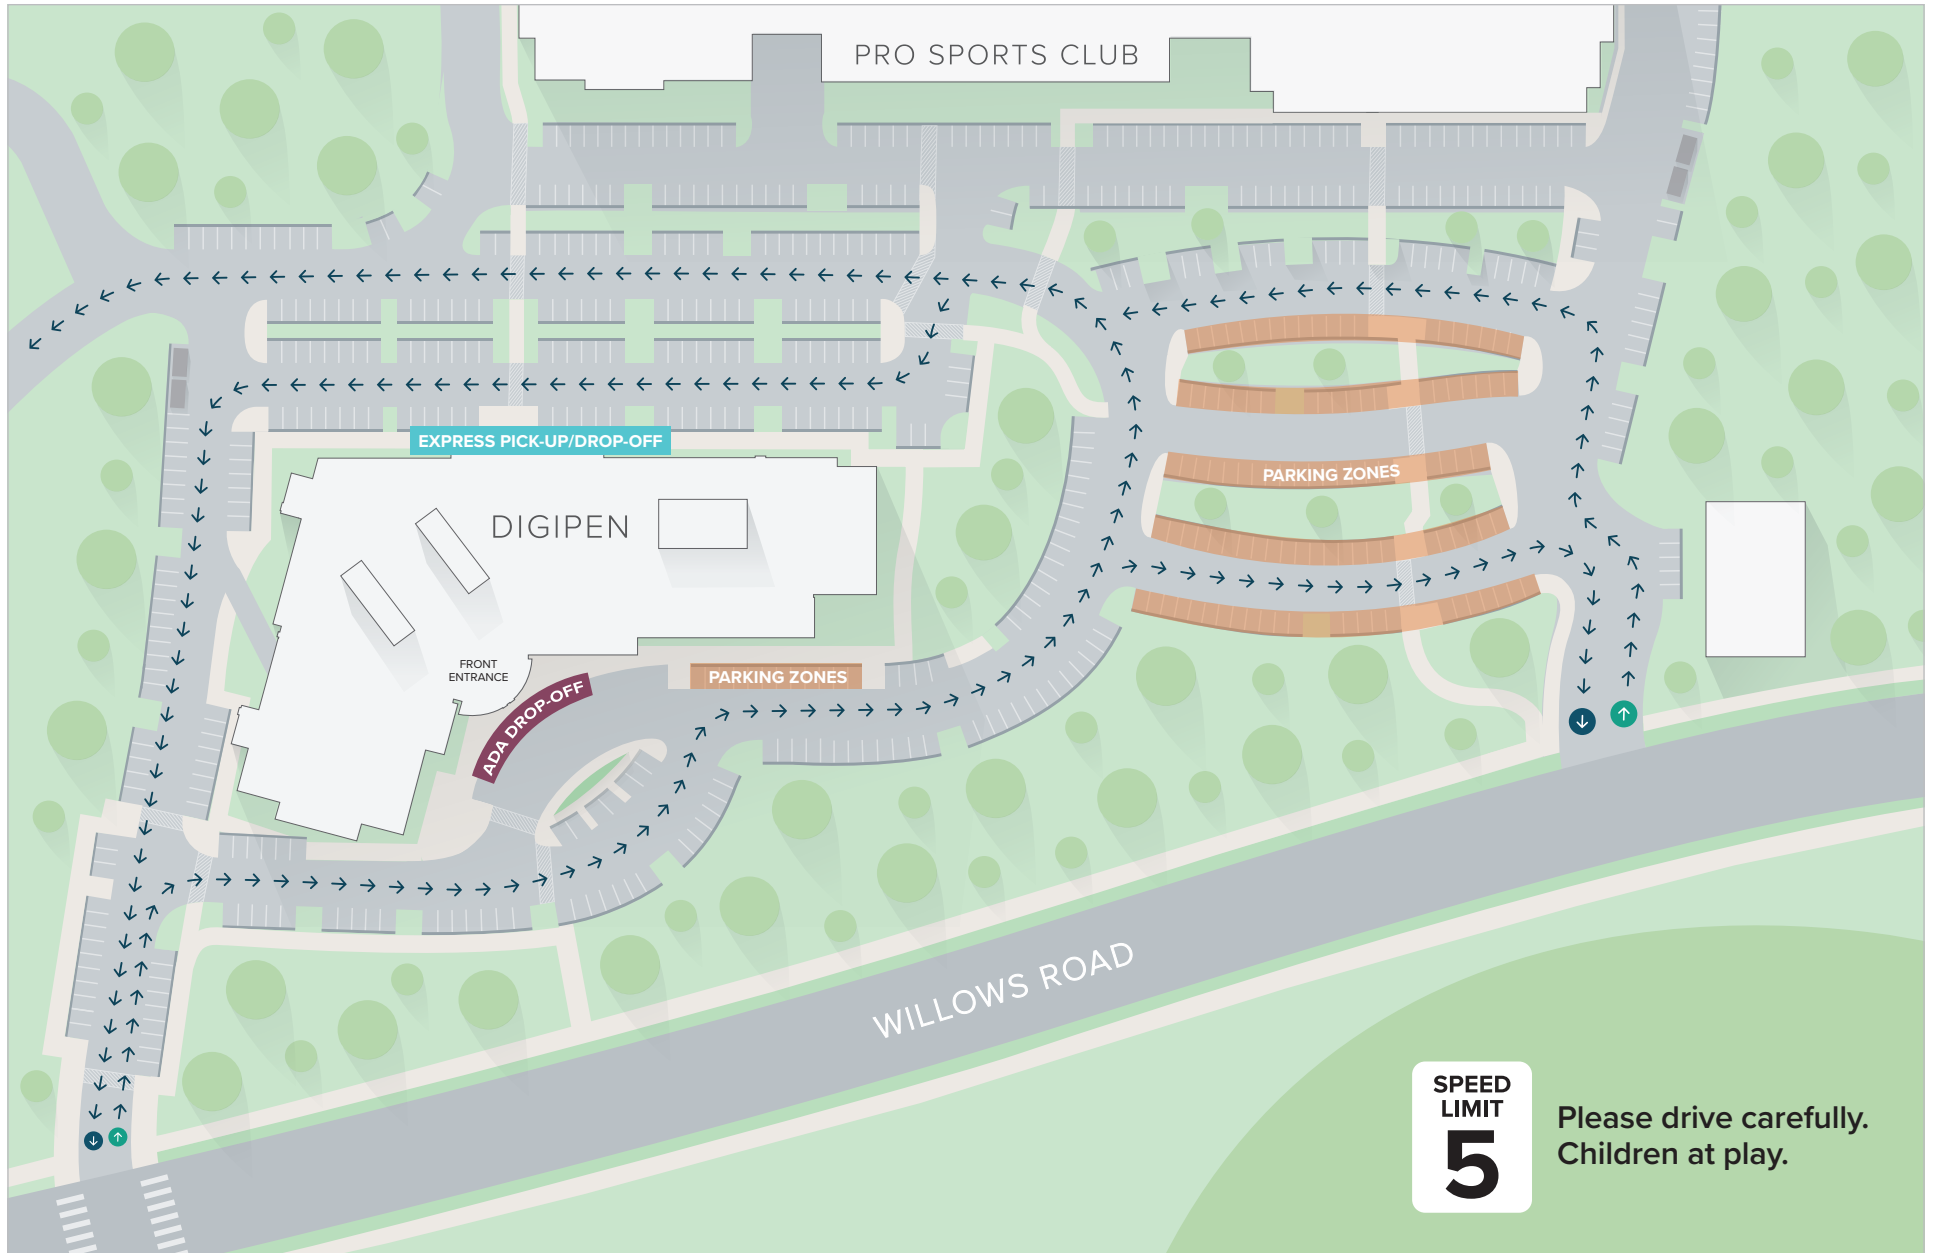 PRO SPORTS CLUB
EXPRESS PICK-UP/DROP-OFF
PARKING ZONES
DIGIPEN
FRONT
ENTRANCE
PARKING ZONES
ADA DROP-OFF
WILLOWS ROAD
SPEED
LIMIT
5
Please drive carefully.
Children at play.